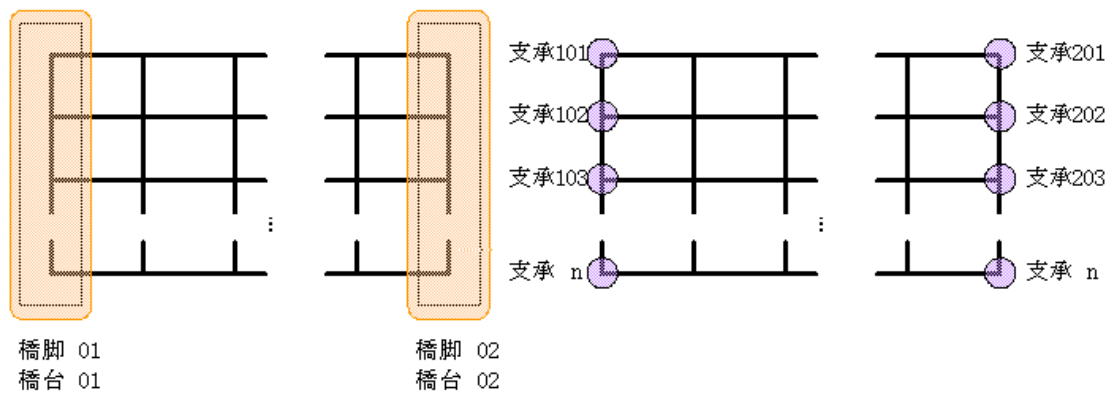 支承101
支承102
支承103
⋮
支承 n
橋脚 01
橋台 01
橋脚 02
橋台 02
支承201
支承202
支承203
⋮
支承 n